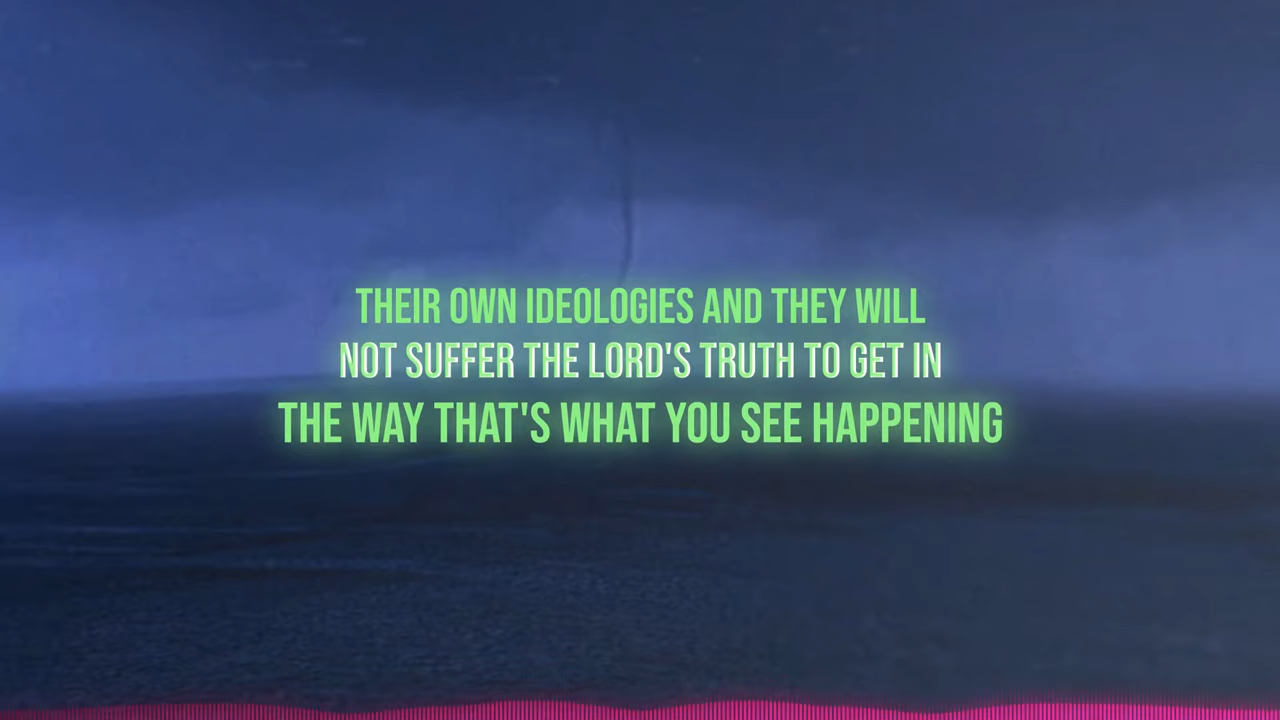 THEIR OWN IDEOLOGIES AND THEY WILL
NOT SUFFER THE LORD'S TRUTH TO GET IN
THE WAY THAT'S WHAT YOU SEE HAPPENING